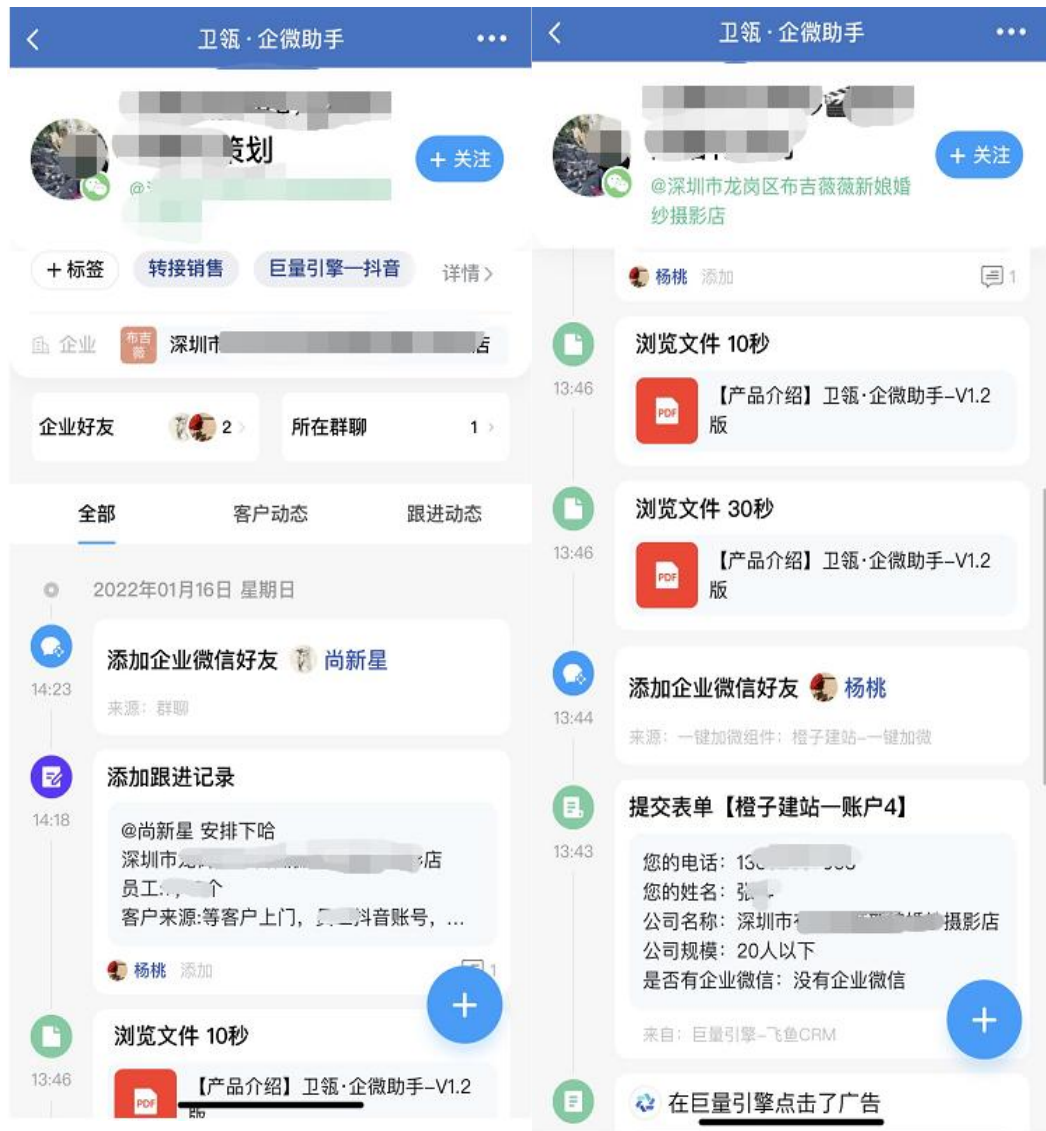 卫瓴·企微助手
策划
+ 关注
+ 标签
转接销售
巨量引擎一抖音
详情
企业
布吉薇
深圳市
店
企业好友
2
所在群聊
1
全部
客户动态
跟进动态
2022年01月16日 星期日
添加企业微信好友 尚新星
14:23
来源：群聊
添加跟进记录
14:18
@尚新星 安排下哈
深圳市
店
员工
个
客户来源:等客户上门，
抖音账号，...
杨桃 添加
1
浏览文件 10秒
13:46
PDF
【产品介绍】卫瓴·企微助手–V1.2
版
卫瓴·企微助手
+ 关注
@深圳市龙岗区布吉薇薇新娘婚
纱摄影店
杨桃 添加
1
浏览文件 10秒
13:46
PDF
【产品介绍】卫瓴·企微助手–V1.2
版
浏览文件 30秒
13:46
PDF
【产品介绍】卫瓴·企微助手–V1.2
版
添加企业微信好友 杨桃
13:44
来源：一键加微组件：橙子建站–一键加微
提交表单【橙子建站一账户4】
13:43
您的电话：13
您的姓名：张
公司名称：深圳市
摄影店
公司规模：20人以下
是否有企业微信：没有企业微信
来自：巨量引擎–飞鱼CRM
在巨量引擎点击了广告